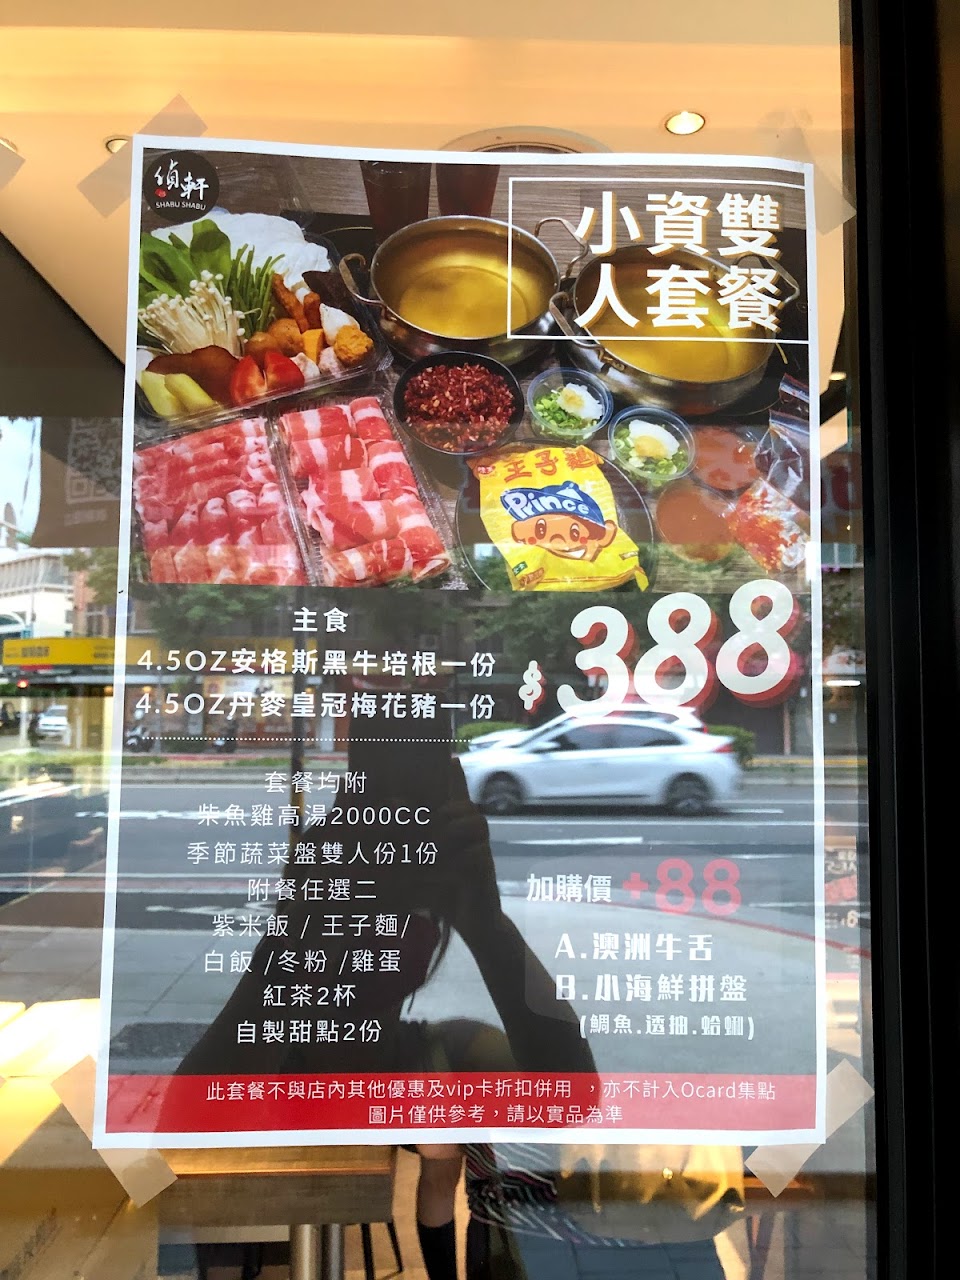 偵軒
SHABU SHABU
小資雙
人套餐
王子麵
Prince
主食
4.5OZ安格斯黑牛培根一份
4.5OZ丹麥皇冠梅花豬一份
$388
套餐均附
柴魚雞高湯2000CC
季節蔬菜盤雙人份1份
附餐任選二
紫米飯 / 王子麵/
白飯 /冬粉 /雞蛋
紅茶2杯
自製甜點2份
加購價 +88
A.澳洲牛舌
B.小海鮮拼盤
(鯛魚.透抽.蛤蜊)
此套餐不與店內其他優惠及vip卡折扣併用 ，亦不計入Ocard集點
圖片僅供參考，請以實品為準